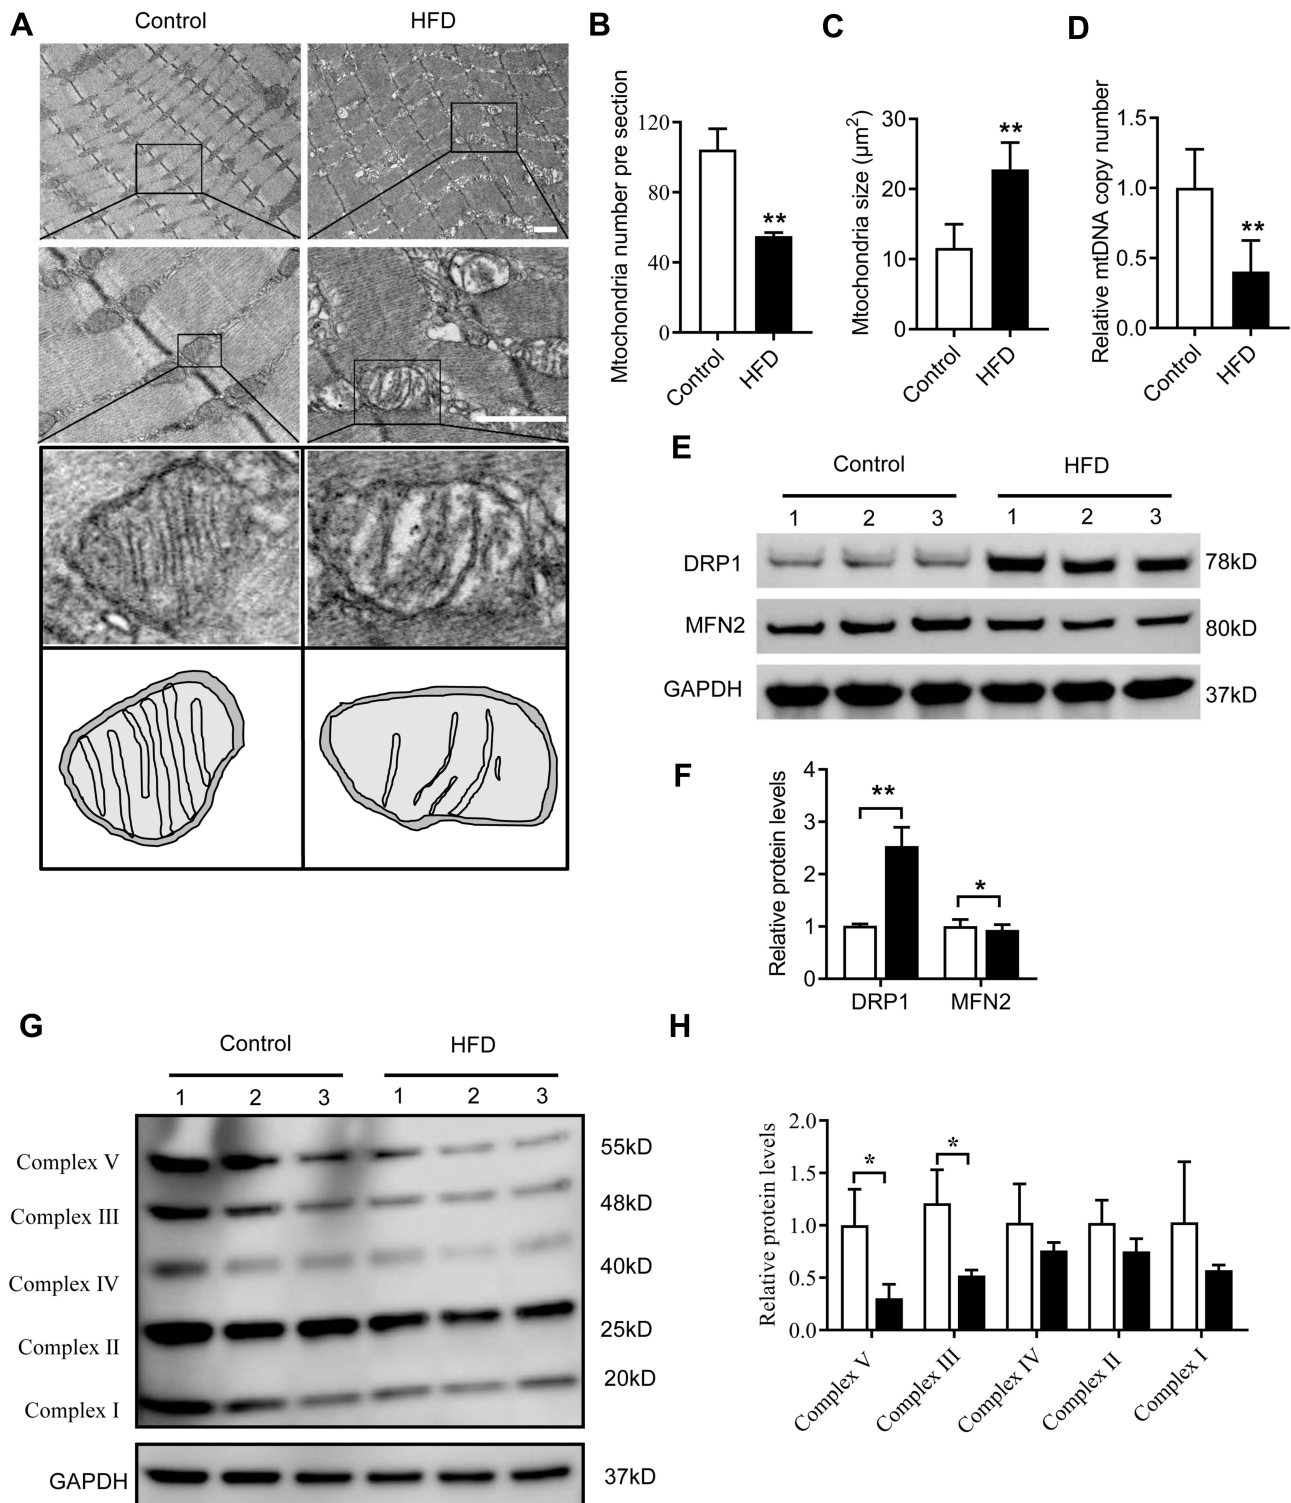 A
Control
HFD
B
Mtochondria number pre section
120
80
40
0
**
Control
HFD
C
Mtochondria size (µm²)
30
20
10
0
**
Control
HFD
D
Relative mtDNA copy number
1.5
1.0
0.5
0.0
**
Control
HFD
E
Control
HFD
1 2 3 1 2 3
DRP1 78kD
MFN2 80kD
GAPDH 37kD
F
Relative protein levels
4
3
2
1
0
**
*
DRP1 MFN2
G
Control
HFD
1 2 3 1 2 3
Complex V 55kD
Complex III 48kD
Complex IV 40kD
Complex II 25kD
Complex I 20kD
GAPDH 37kD
H
Relative protein levels
2.0
1.5
1.0
0.5
0.0
*
*
Complex V
Complex III
Complex IV
Complex II
Complex I